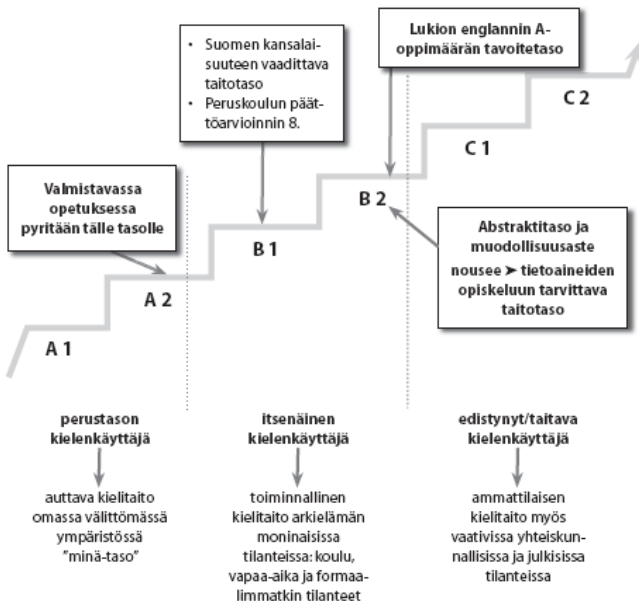 Lukion englannin A-
oppimäärän tavoitetaso
• Suomen kansalai-
suuteen vaadittava
taitotaso
• Peruskoulun päät-
töarvioinnin 8.
Valmistavassa
opetuksessa
pyritään tälle tasolle
Abstraktitaso ja
muodollisuusaste
nousee ➤ tietoaineiden
opiskeluun tarvittava
taitotaso
A 1
A 2
B 1
B 2
C 1
C 2
perustason
kielenkäyttäjä
auttava kielitaito
omassa välittömässä
ympäristössä
"minä-taso"
itsenäinen
kielenkäyttäjä
toiminnallinen
kielitaito arkielämän
moninaisissa
tilanteissa: koulu,
vapaa-aika ja formaa-
limmatkin tilanteet
edistynyt/taitava
kielenkäyttäjä
ammattilaisen
kielitaito myös
vaativissa yhteiskun-
nallisissa ja julkisissa
tilanteissa